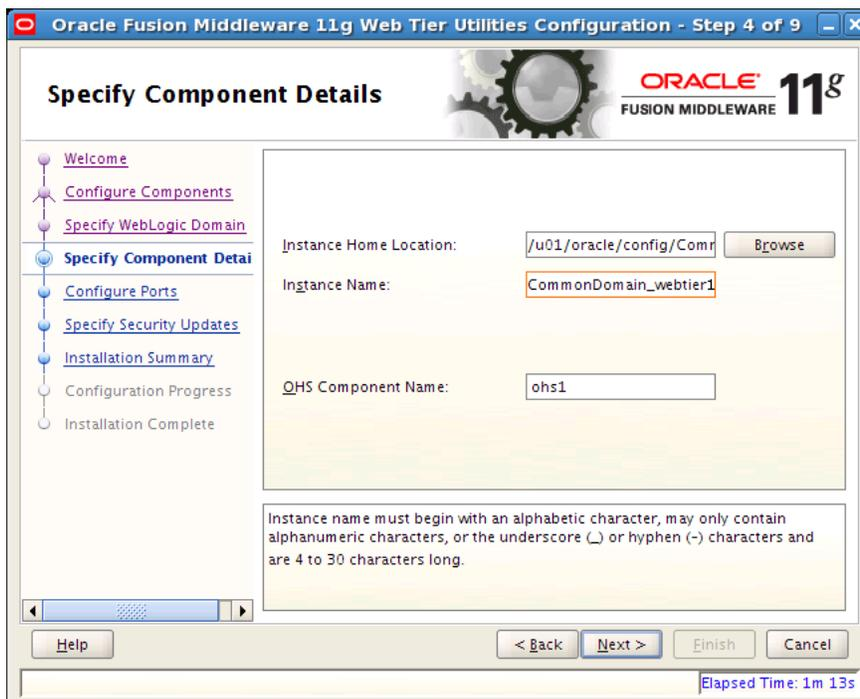 Oracle Fusion Middleware 11g Web Tier Utilities Configuration - Step 4 of 9
Specify Component Details
ORACLE
FUSION MIDDLEWARE 11g
Welcome
Configure Components
Specify WebLogic Domain
Specify Component Detai
Configure Ports
Specify Security Updates
Installation Summary
Configuration Progress
Installation Complete
Instance Home Location: /u01/oracle/config/Comm Browse
Instance Name: CommonDomain_webtier1
OHS Component Name: ohs1
Instance name must begin with an alphabetic character, may only contain
alphanumeric characters, or the underscore (_) or hyphen (-) characters and
are 4 to 30 characters long.
Help < Back Next > Finish Cancel
Elapsed Time: 1m 13s